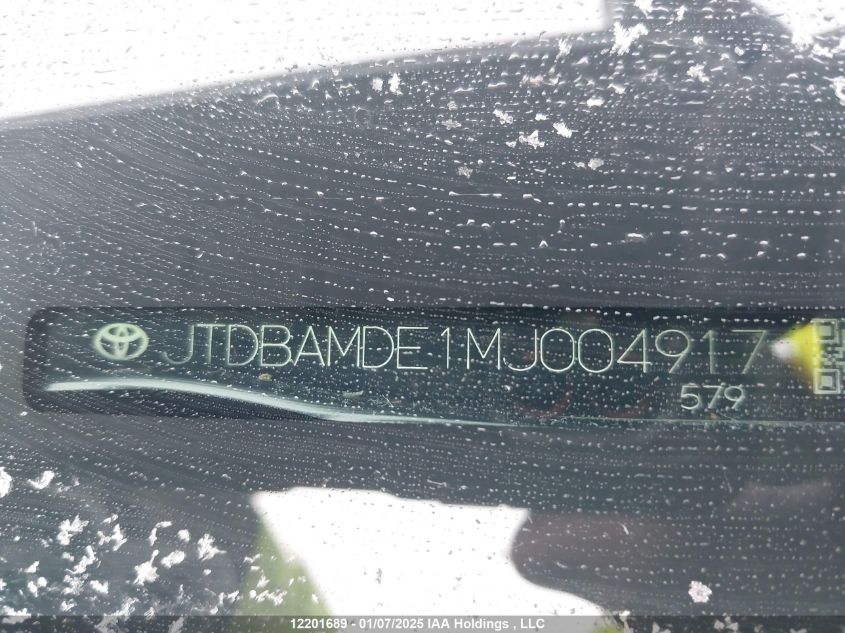 JTDBAMDE1MJ004917
579
12201689 - 01/07/2025 IAA Holdings , LLC